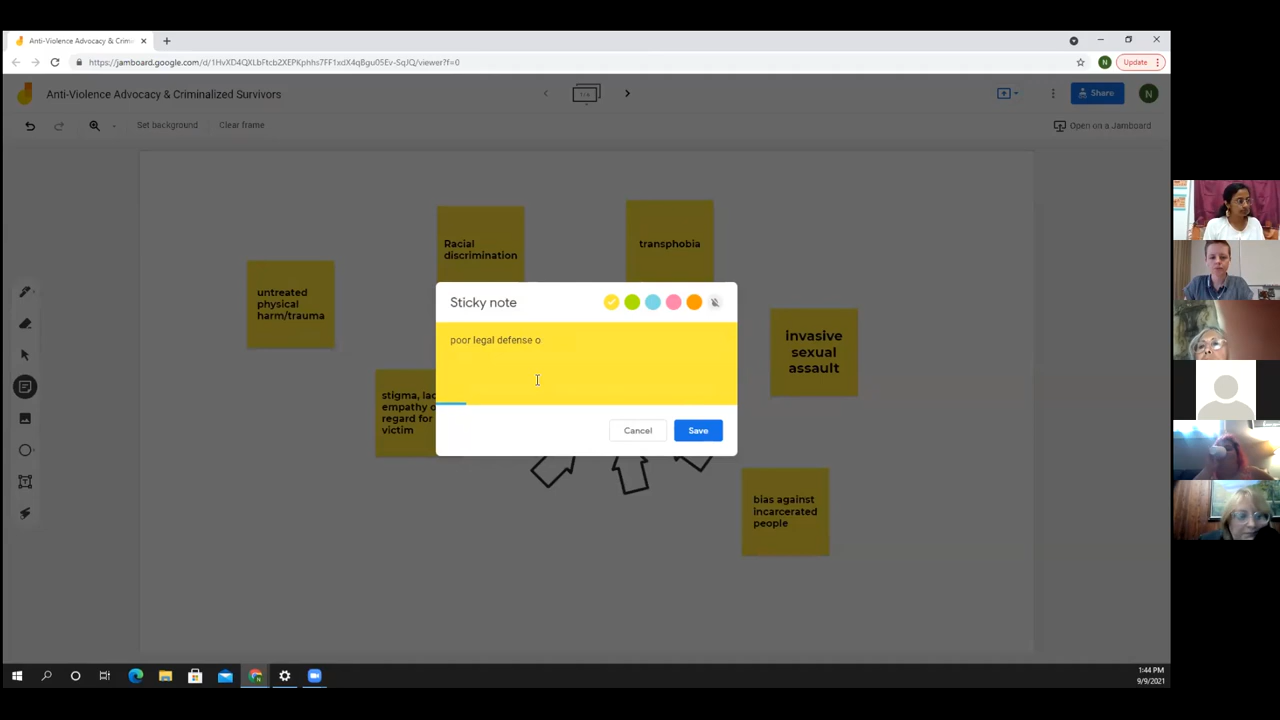 Anti-Violence Advocacy & Crim
https://jamboard.google.com/d/1HvXD4QXLbFtcb2XEPKphhs7FF1xdX4qBgu05Ev-SqJQ/viewer?f=0
N
Update
Anti-Violence Advocacy & Criminalized Survivors
Share
N
Set background
Clear frame
Open on a Jamboard
Racial
discrimination
transphobia
untreated
physical
harm/trauma
Sticky note
poor legal defense o
Cancel
Save
invasive
sexual
assault
stigma, lac
empathy o
regard for
victim
bias against
incarcerated
people
1:44 PM
9/9/2021